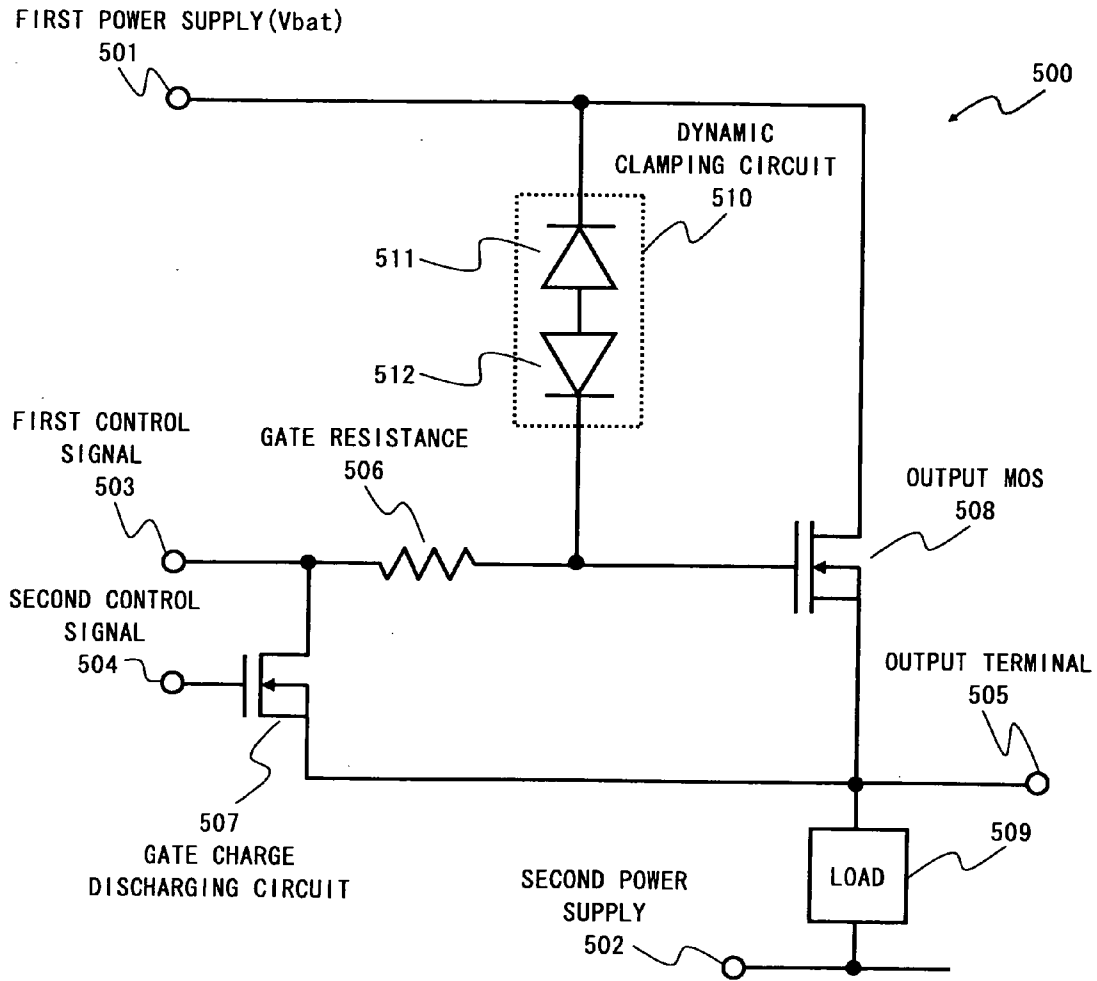 FIRST POWER SUPPLY(Vbat)
501
500
DYNAMIC
CLAMPING CIRCUIT
510
511
512
FIRST CONTROL
SIGNAL
503
GATE RESISTANCE
506
OUTPUT MOS
508
SECOND CONTROL
SIGNAL
504
OUTPUT TERMINAL
505
507
GATE CHARGE
DISCHARGING CIRCUIT
509
LOAD
SECOND POWER
SUPPLY
502